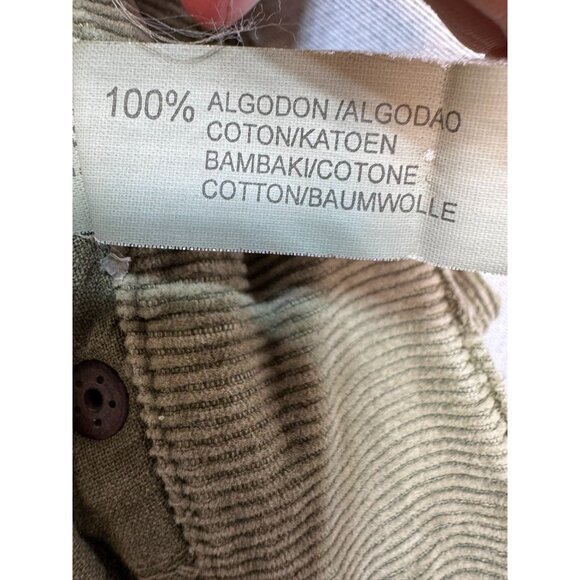 100% ALGODON /ALGODAO
COTON/KATOEN
BAMBAKI/COTONE
COTTON/BAUMWOLLE